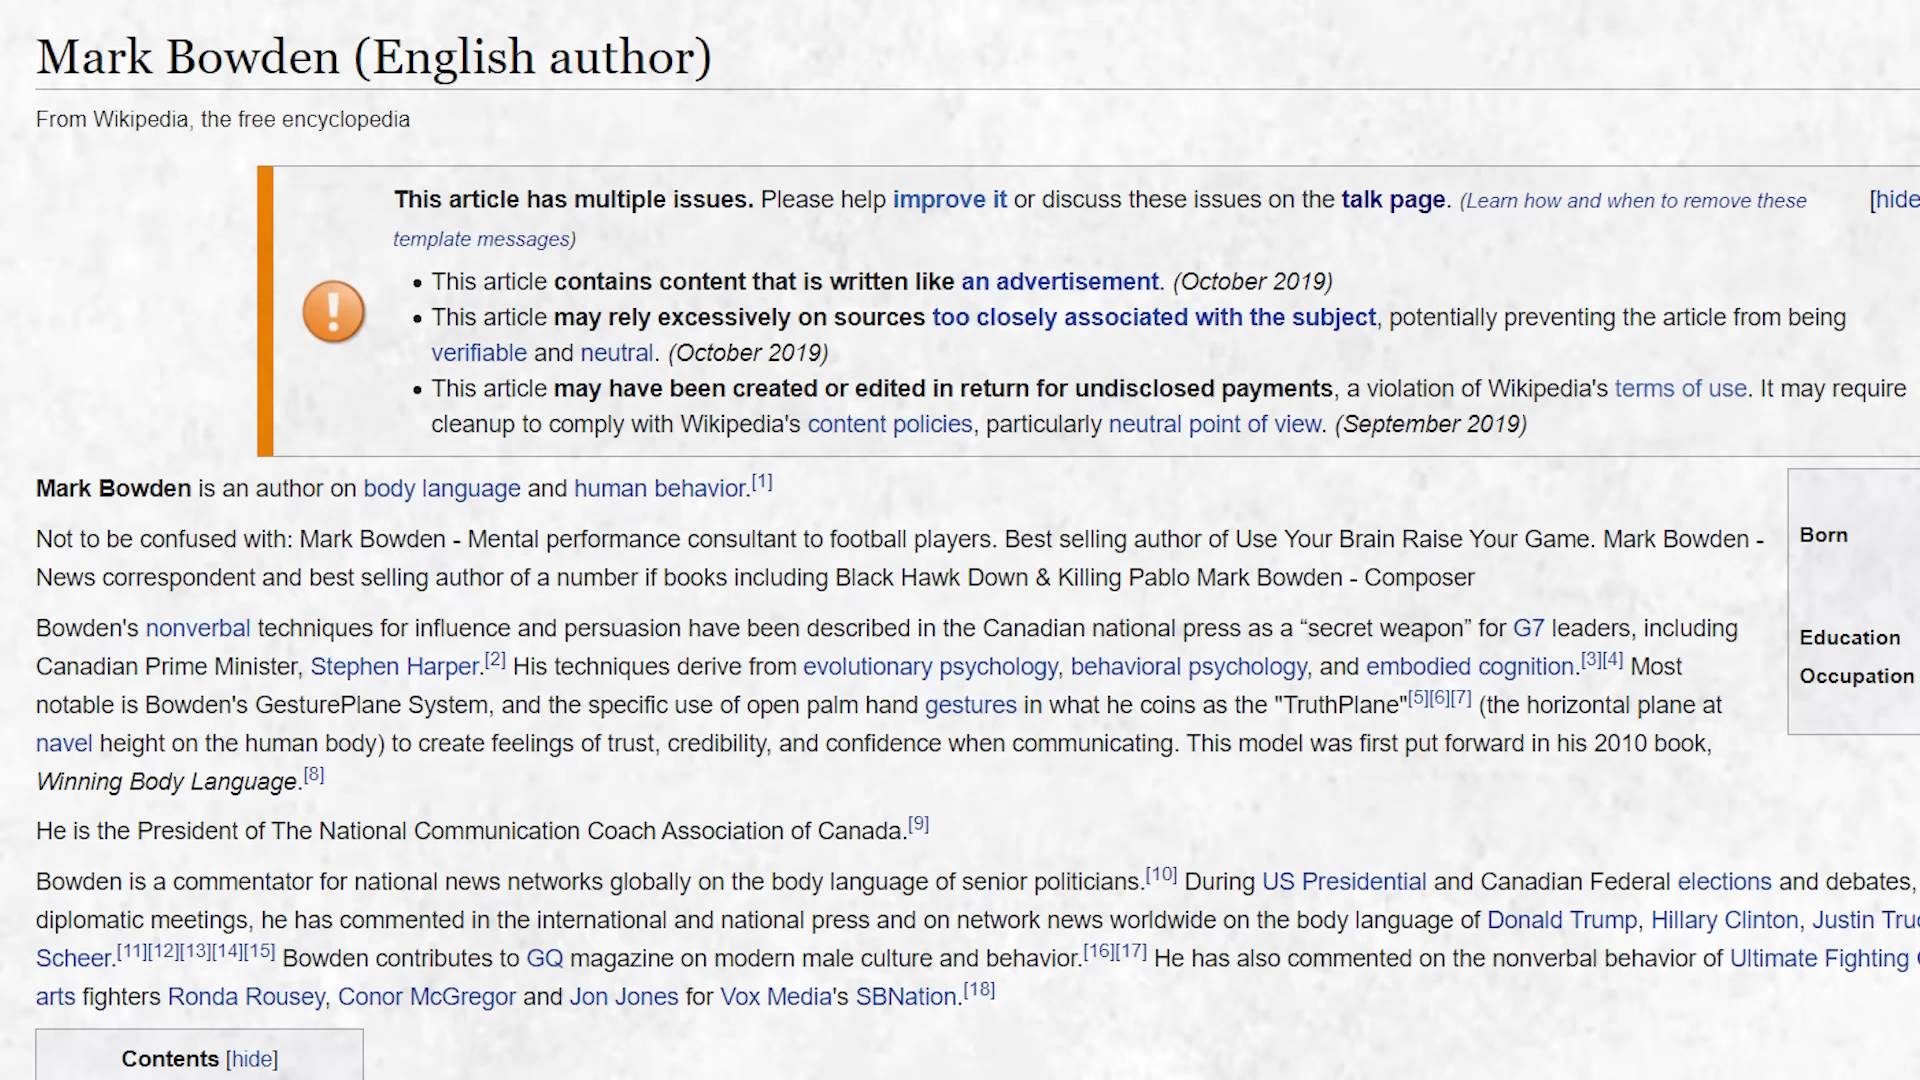 Mark Bowden (English author)
From Wikipedia, the free encyclopedia
This article has multiple issues. Please help improve it or discuss these issues on the talk page. (Learn how and when to remove these [hide
template messages)
• This article contains content that is written like an advertisement. (October 2019)
• This article may rely excessively on sources too closely associated with the subject, potentially preventing the article from being
verifiable and neutral. (October 2019)
• This article may have been created or edited in return for undisclosed payments, a violation of Wikipedia's terms of use. It may require
cleanup to comply with Wikipedia's content policies, particularly neutral point of view. (September 2019)
Mark Bowden is an author on body language and human behavior.[1]
Not to be confused with: Mark Bowden - Mental performance consultant to football players. Best selling author of Use Your Brain Raise Your Game. Mark Bowden -
News correspondent and best selling author of a number if books including Black Hawk Down & Killing Pablo Mark Bowden - Composer
Bowden's nonverbal techniques for influence and persuasion have been described in the Canadian national press as a “secret weapon” for G7 leaders, including
Canadian Prime Minister, Stephen Harper.[2] His techniques derive from evolutionary psychology, behavioral psychology, and embodied cognition.[3][4] Most
notable is Bowden's GesturePlane System, and the specific use of open palm hand gestures in what he coins as the "TruthPlane"[5][6][7] (the horizontal plane at
navel height on the human body) to create feelings of trust, credibility, and confidence when communicating. This model was first put forward in his 2010 book,
Winning Body Language.[8]
He is the President of The National Communication Coach Association of Canada.[9]
Bowden is a commentator for national news networks globally on the body language of senior politicians.[10] During US Presidential and Canadian Federal elections and debates,
diplomatic meetings, he has commented in the international and national press and on network news worldwide on the body language of Donald Trump, Hillary Clinton, Justin
Scheer.[11][12][13][14][15] Bowden contributes to GQ magazine on modern male culture and behavior.[16][17] He has also commented on the nonverbal behavior of Ultimate Fighting
arts fighters Ronda Rousey, Conor McGregor and Jon Jones for Vox Media's SBNation.[18]
Born
Education
Occupation
Contents [hide]